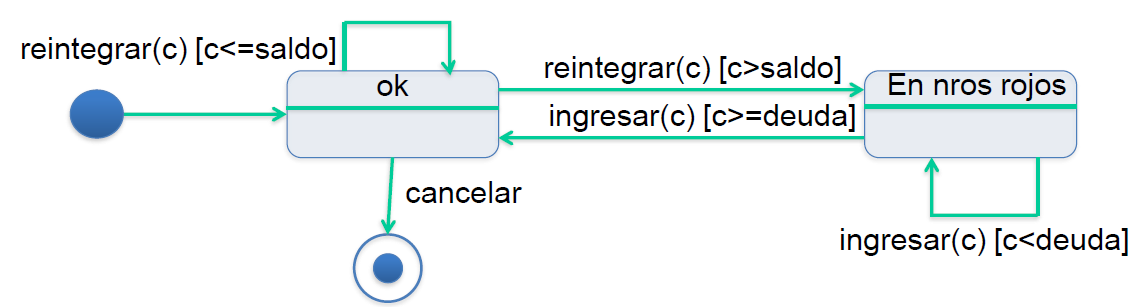 reintegrar(c) [c<=saldo]
ok
reintegrar(c) [c>saldo]
En nros rojos
ingresar(c) [c>=deuda]
cancelar
ingresar(c) [c<deuda]